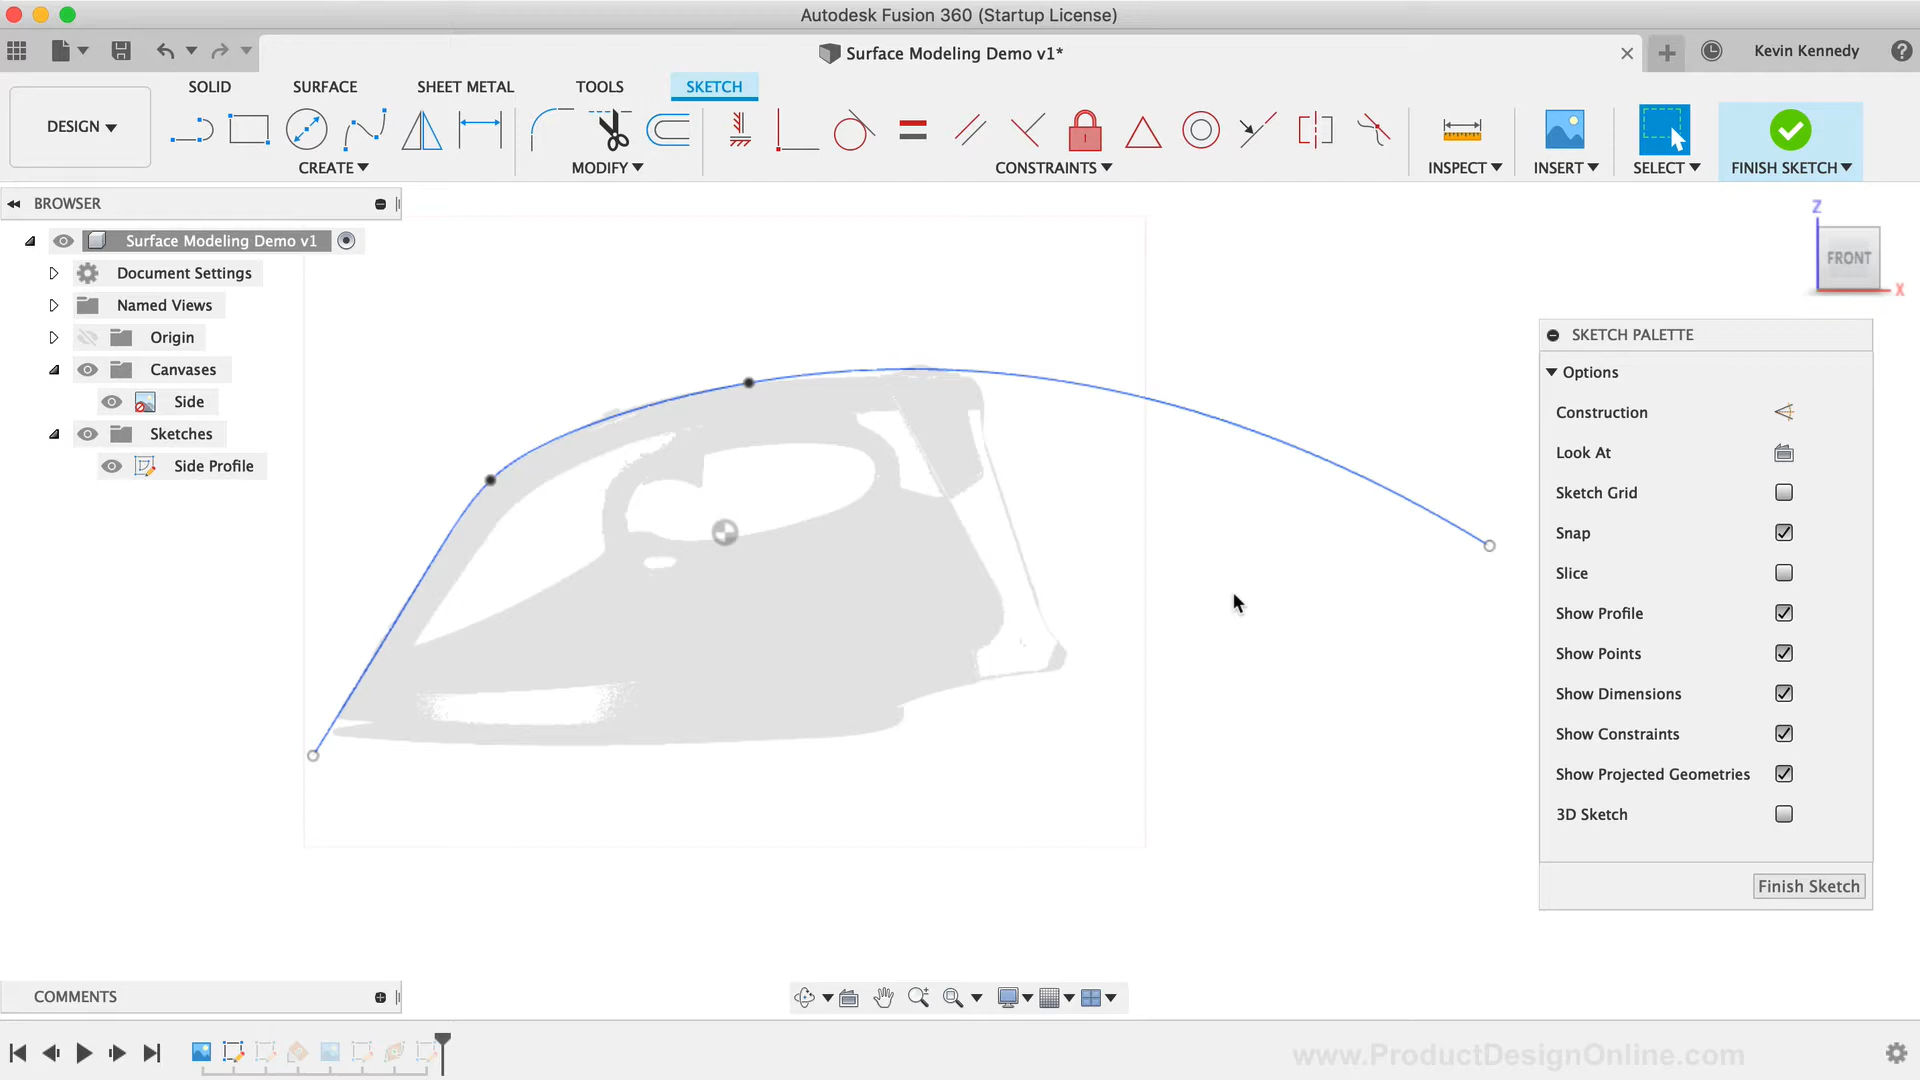 Autodesk Fusion 360 (Startup License)
Surface Modeling Demo v1*
Kevin Kennedy
SOLID
SURFACE
SHEET METAL
TOOLS
SKETCH
DESIGN
CREATE
MODIFY
CONSTRAINTS
INSPECT
INSERT
SELECT
FINISH SKETCH
BROWSER
Surface Modeling Demo v1
Document Settings
Named Views
Origin
Canvases
Side
Sketches
Side Profile
Z
FRONT
X
SKETCH PALETTE
Options
Construction
Look At
Sketch Grid
Snap
Slice
Show Profile
Show Points
Show Dimensions
Show Constraints
Show Projected Geometries
3D Sketch
Finish Sketch
COMMENTS
www.ProductDesignOnline.com